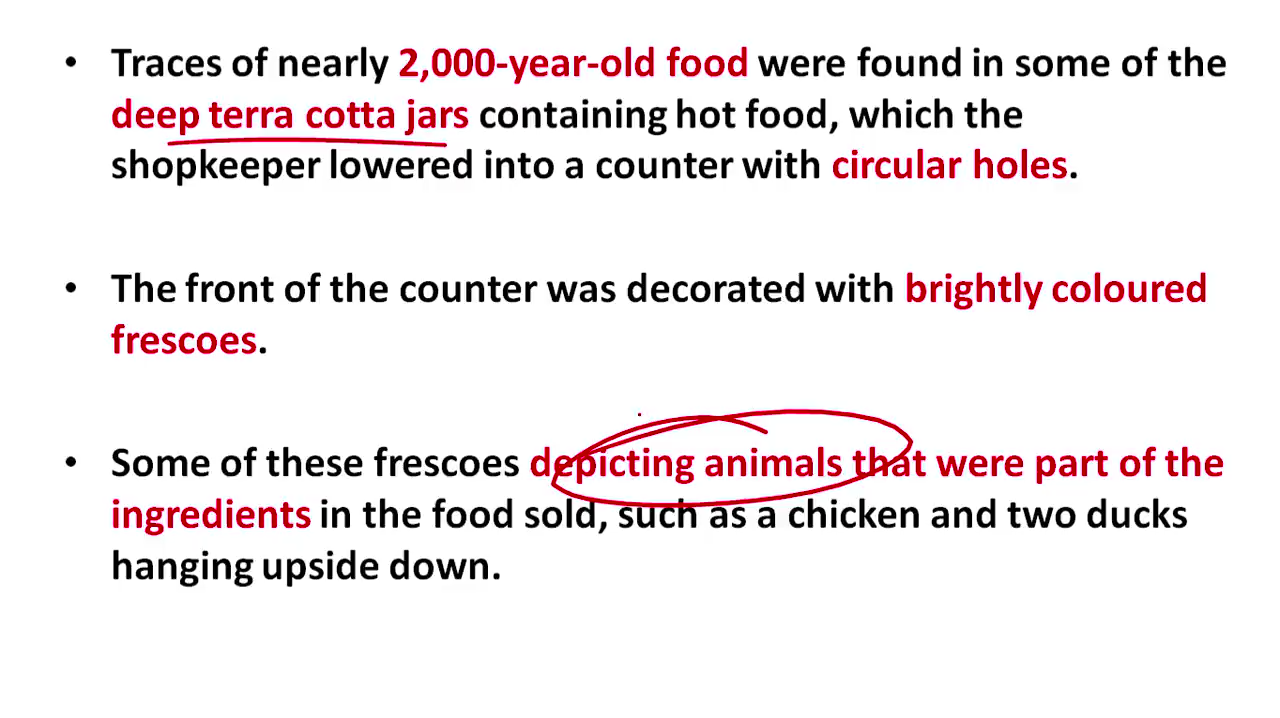 • Traces of nearly 2,000-year-old food were found in some of the
deep terra cotta jars containing hot food, which the
shopkeeper lowered into a counter with circular holes.
• The front of the counter was decorated with brightly coloured
frescoes.
• Some of these frescoes depicting animals that were part of the
ingredients in the food sold, such as a chicken and two ducks
hanging upside down.